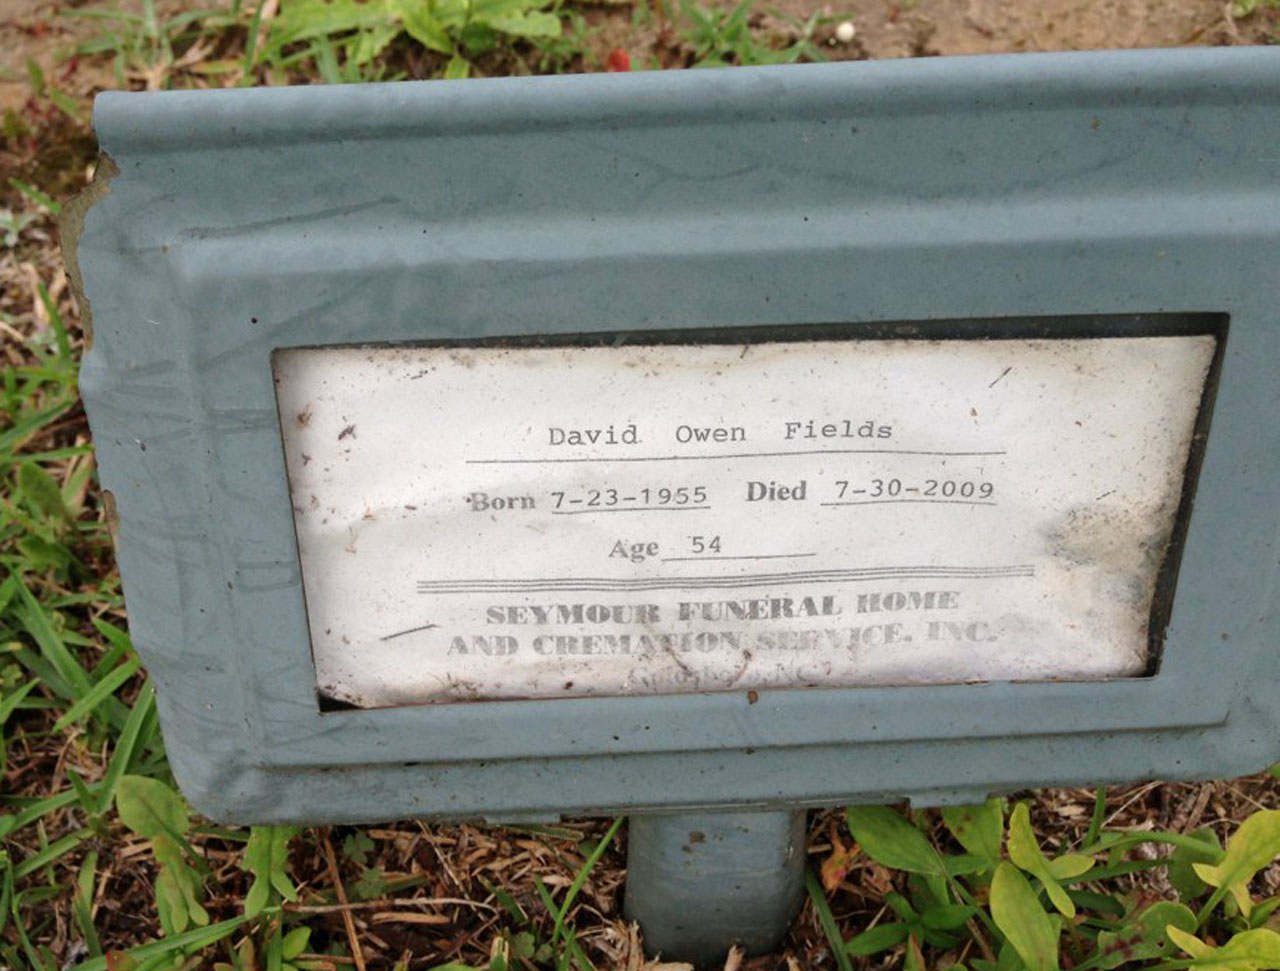 David Owen Fields
Born 7-23-1955 Died 7-30-2009
Age 54
SEYMOUR FUNERAL HOME
AND CREMATION SERVICE, INC.